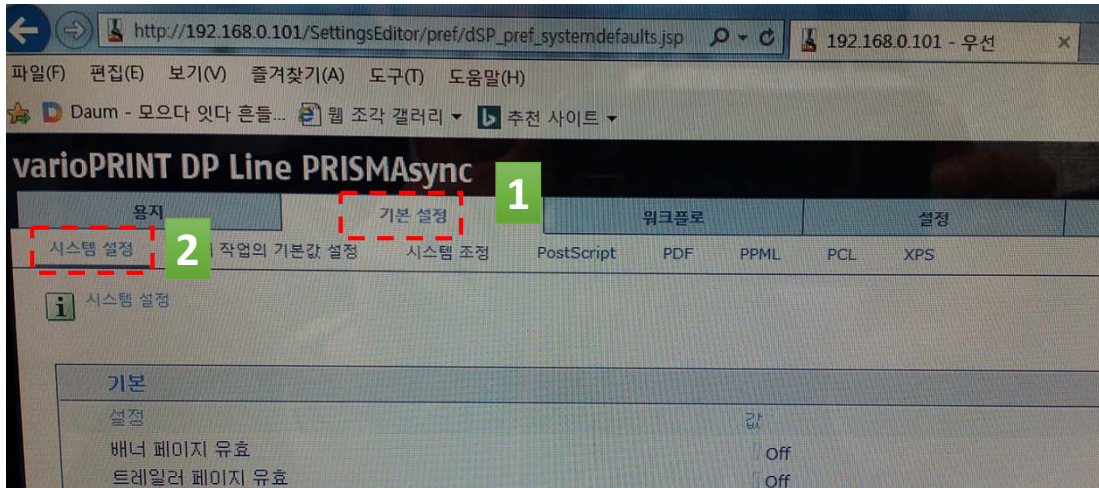 http://192.168.0.101/SettingsEditor/pref/dSP_pref_systemdefaults.jsp 192.168.0.101 - 우선
파일(F) 편집(E) 보기(V) 즐겨찾기(A) 도구(T) 도움말(H)
Daum - 모으다 잇다 흔들... 웹 조각 갤러리 추천 사이트
varioPRINT DP Line PRISMAsync
1
용지 기본 설정 워크플로 설정
시스템 설정 2 작업의 기본값 설정 시스템 조정 PostScript PDF PPML PCL XPS
i 시스템 설정
기본
설정 값
배너 페이지 유효 Off
트레일러 페이지 유효 Off